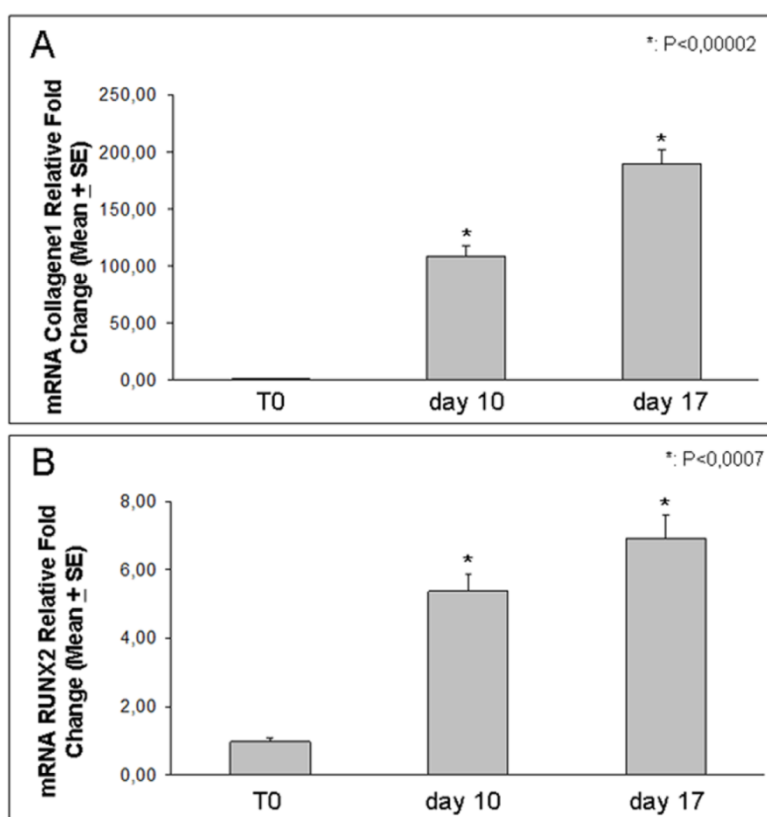 A
*: P<0,00002
mRNA Collagene1 Relative Fold
Change (Mean ± SE)
250,00
200,00
150,00
100,00
50,00
0,00
*
*
T0
day 10
day 17
B
*: P<0,0007
mRNA RUNX2 Relative Fold
Change (Mean ± SE)
8,00
6,00
4,00
2,00
0,00
*
*
T0
day 10
day 17